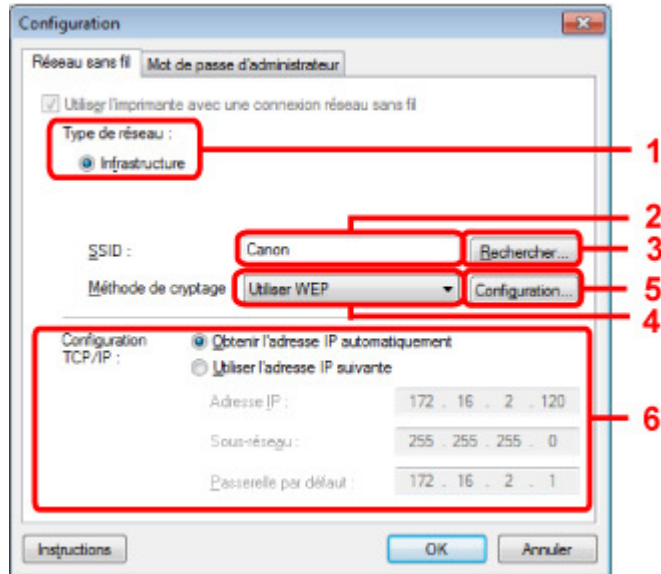 Configuration
Réseau sans fil Mot de passe d'administrateur
Utiliser l'imprimante avec une connexion réseau sans fil
Type de réseau :
Infrastructure
1
2
SSID : Canon Rechercher... 3
Méthode de cryptage Utiliser WEP Configuration... 5
4
Configuration TCP/IP : Obtenir l'adresse IP automatiquement
Utiliser l'adresse IP suivante
Adresse IP : 172 . 16 . 2 . 120
6
Sous-réseau : 255 . 255 . 255 . 0
Passerelle par défaut : 172 . 16 . 2 . 1
Instructions OK Annuler